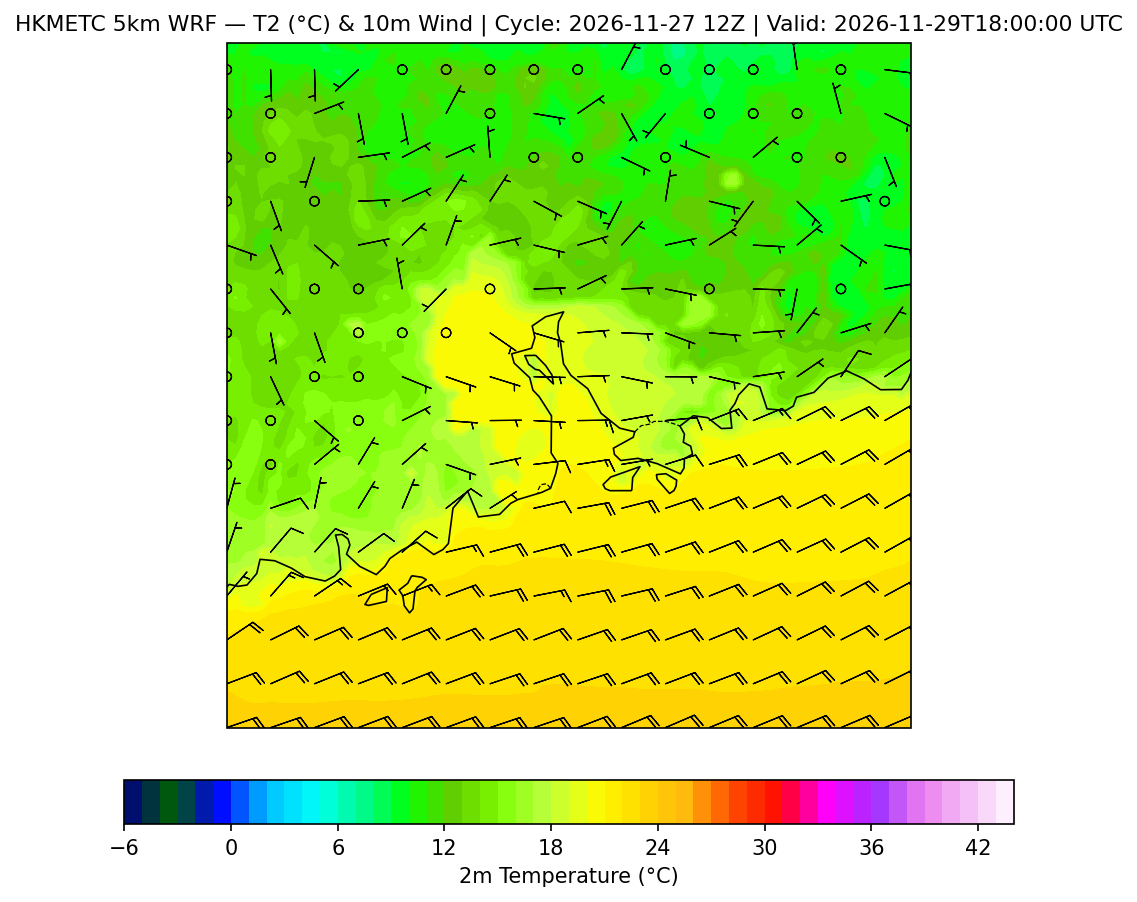 HKMETC 5km WRF — T2 (°C) & 10m Wind | Cycle: 2026-11-27 12Z | Valid: 2026-11-29T18:00:00 UTC
−6 0 6 12 18 24 30 36 42
2m Temperature (°C)